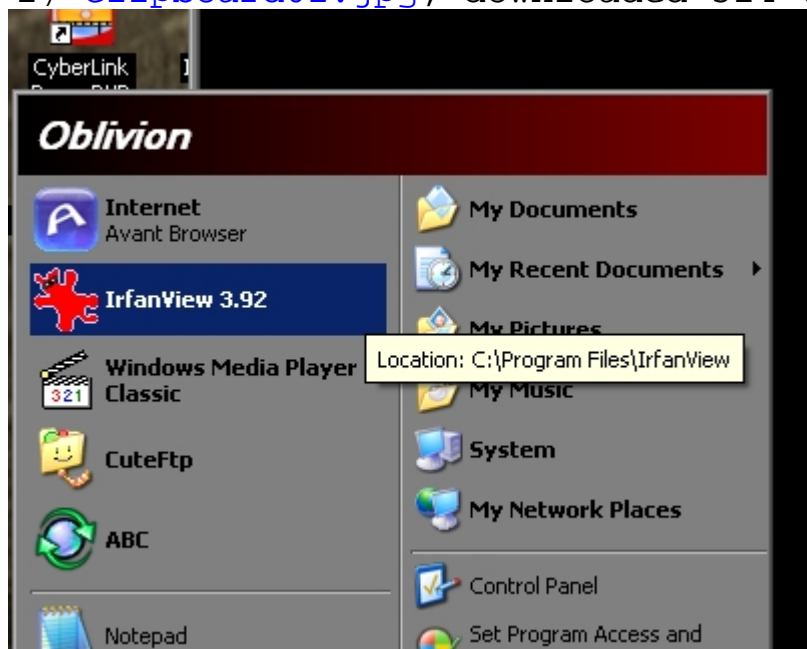 CyberLink
Oblivion
Internet
Avant Browser
IrfanView 3.92
Windows Media Player
Classic
321
CuteFtp
ABC
Notepad
My Documents
My Recent Documents
My Pictures
Location: C:\Program Files\IrfanView
My Music
System
My Network Places
Control Panel
Set Program Access and